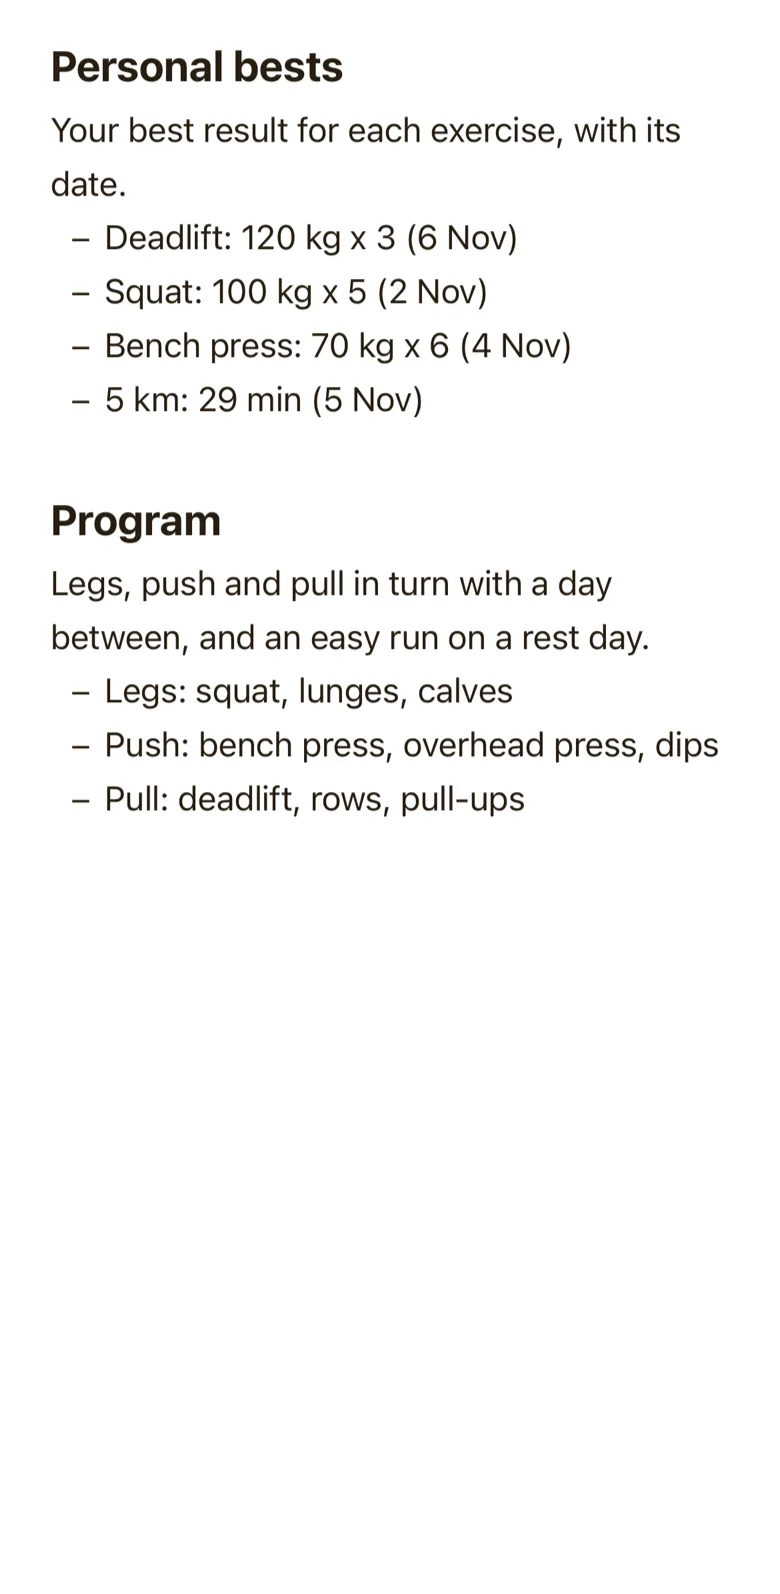 Personal bests
Your best result for each exercise, with its
date.
– Deadlift: 120 kg x 3 (6 Nov)
– Squat: 100 kg x 5 (2 Nov)
– Bench press: 70 kg x 6 (4 Nov)
– 5 km: 29 min (5 Nov)
Program
Legs, push and pull in turn with a day
between, and an easy run on a rest day.
– Legs: squat, lunges, calves
– Push: bench press, overhead press, dips
– Pull: deadlift, rows, pull-ups